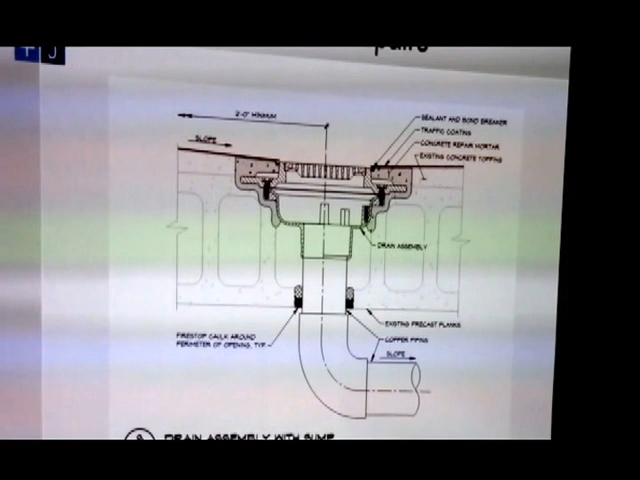 2'-0" MINIMUM
SEALANT AND BOND BREAKER
TRAFFIC COATING
SLOPE
CONCRETE REPAIR MORTAR
EXISTING CONCRETE TOPPING
DRAIN ASSEMBLY
EXISTING PRECAST PLANKS
FIRESTOP CAULK AROUND
PERIMETER OF OPENING, TYP.
COPPER PIPING
SLOPE
DRAIN ASSEMBLY WITH SUMP